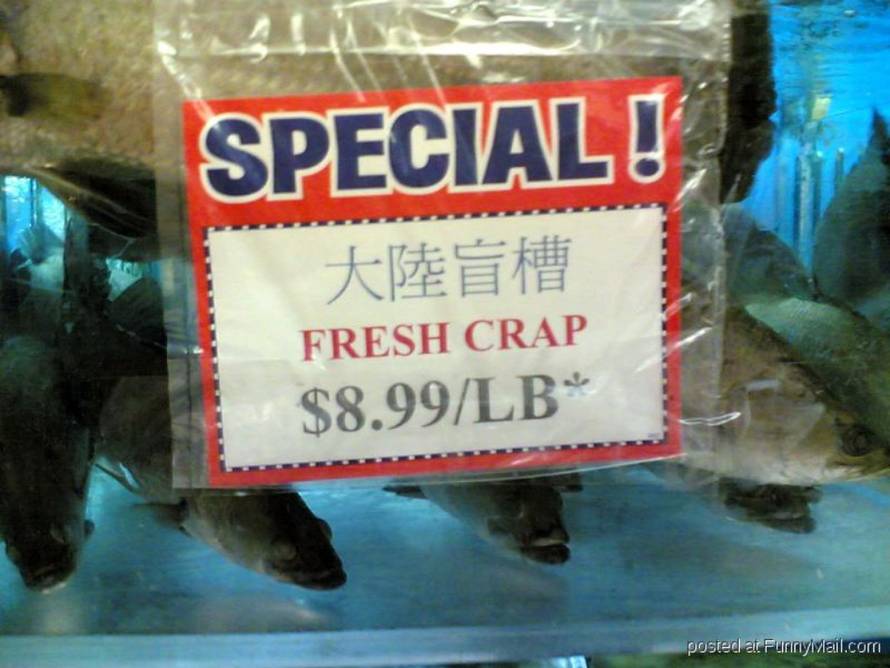 SPECIAL!
大陸盲槽
FRESH CRAP
$8.99/LB*
posted at FunnyMail.com